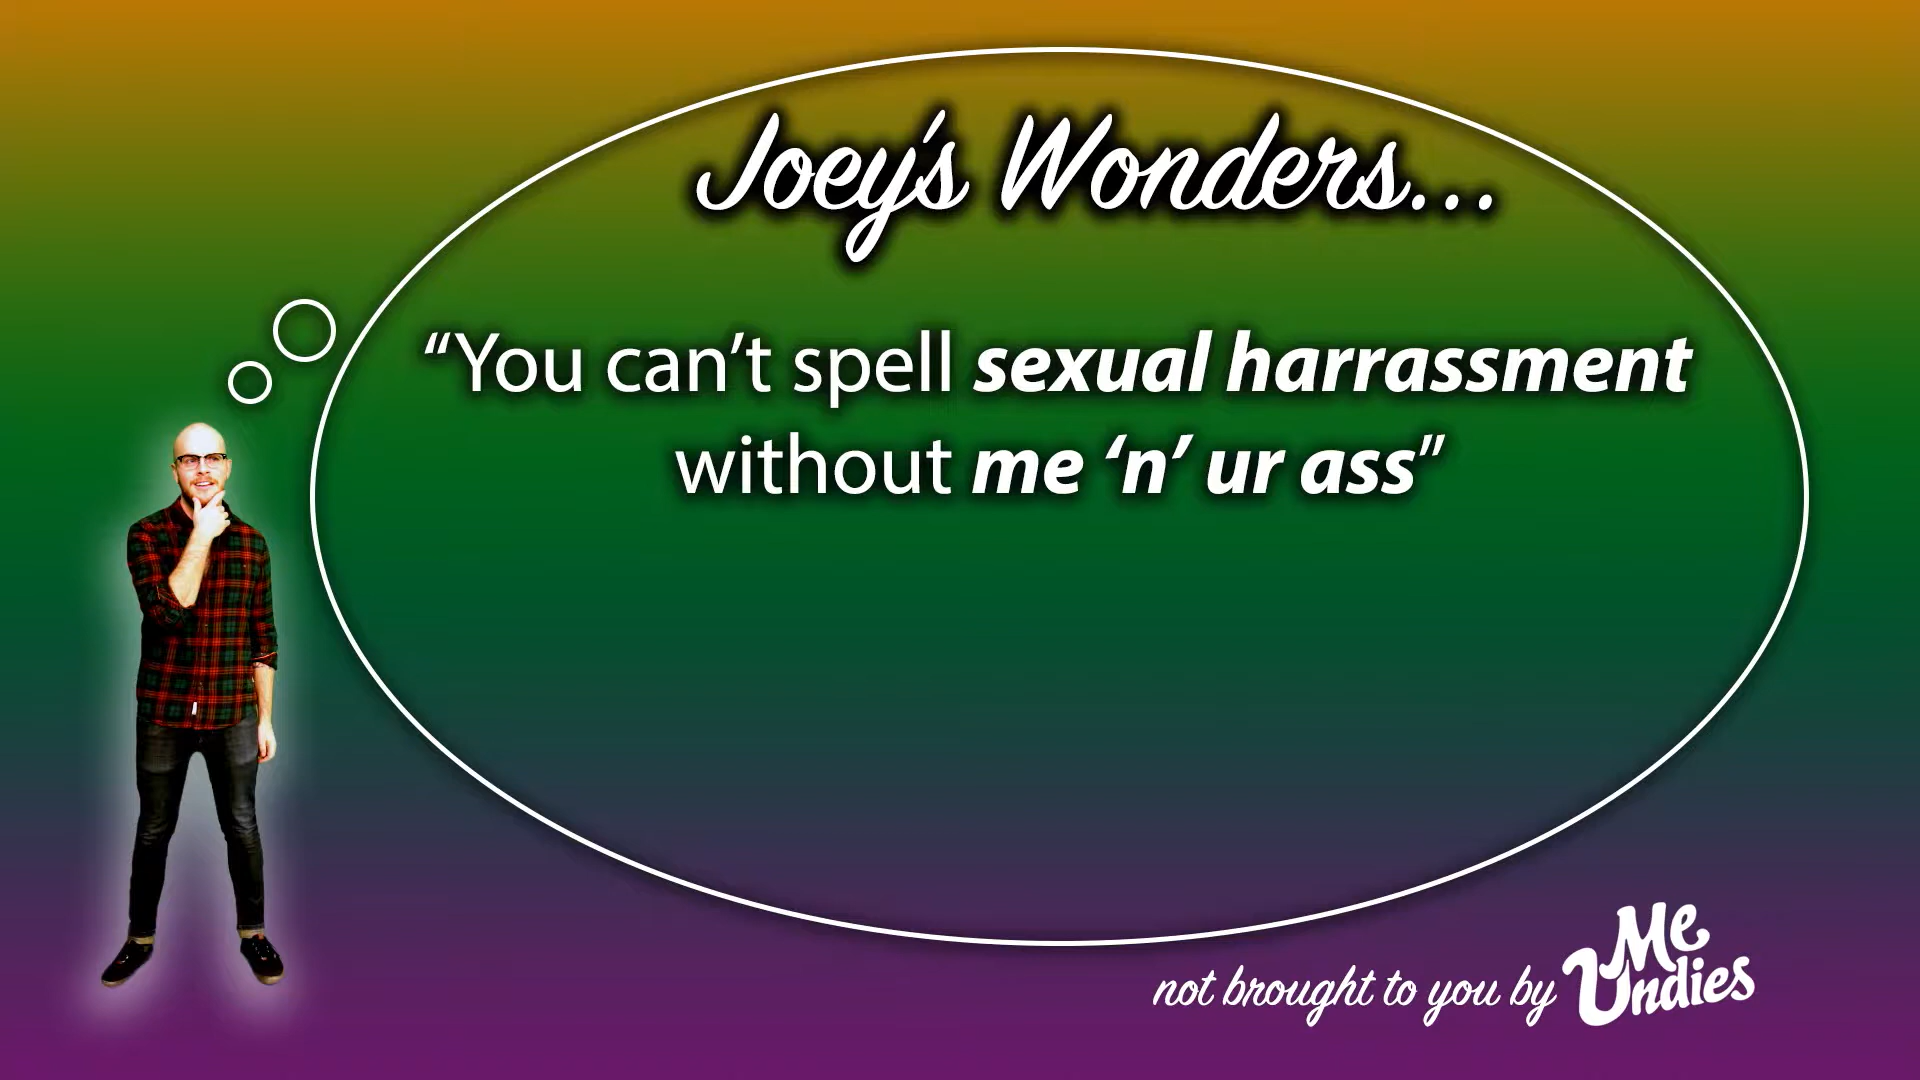 Joey's Wonders...
“You can’t spell sexual harrassment
without me ‘n’ ur ass”
not brought to you by Me Undies